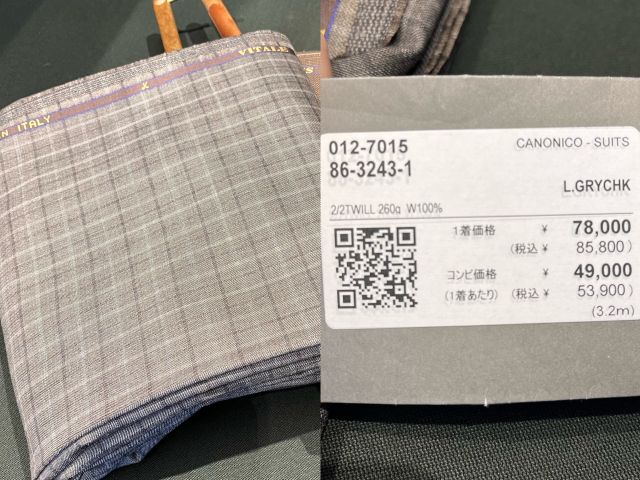 N ITALY
VITALE
012-7015
CANONICO - SUITS
86-3243-1
L.GRYCHK
2/2TWILL 260g W100%
1着価格 ¥ 78,000
(税込 ¥ 85,800)
コンビ価格 ¥ 49,000
(1着あたり) (税込 ¥ 53,900)
(3.2m)